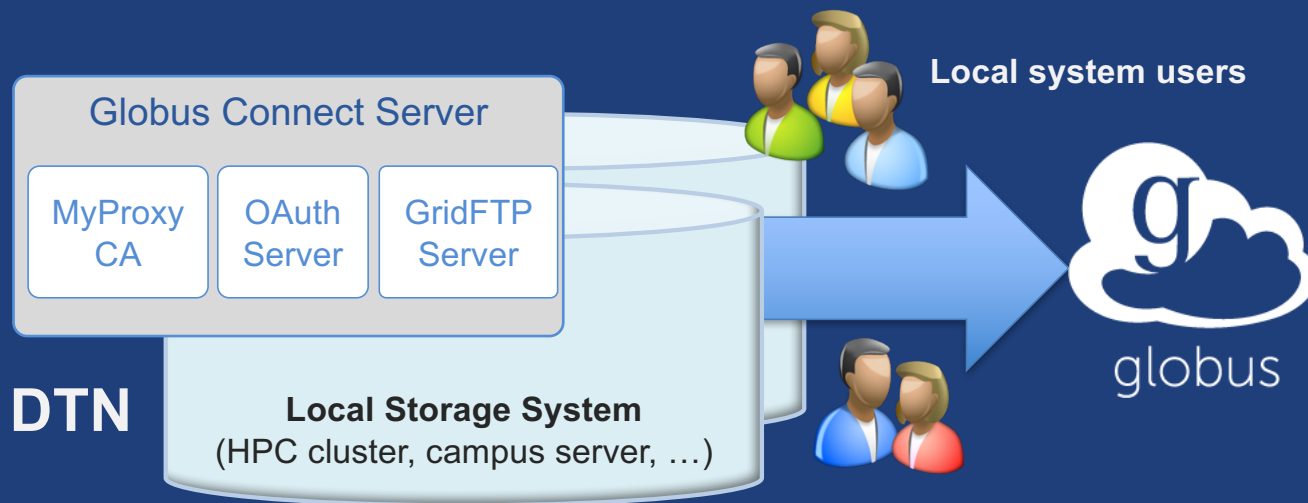 Local system users
Globus Connect Server
MyProxy
CA
OAuth
Server
GridFTP
Server
g
globus
DTN
Local Storage System
(HPC cluster, campus server, …)